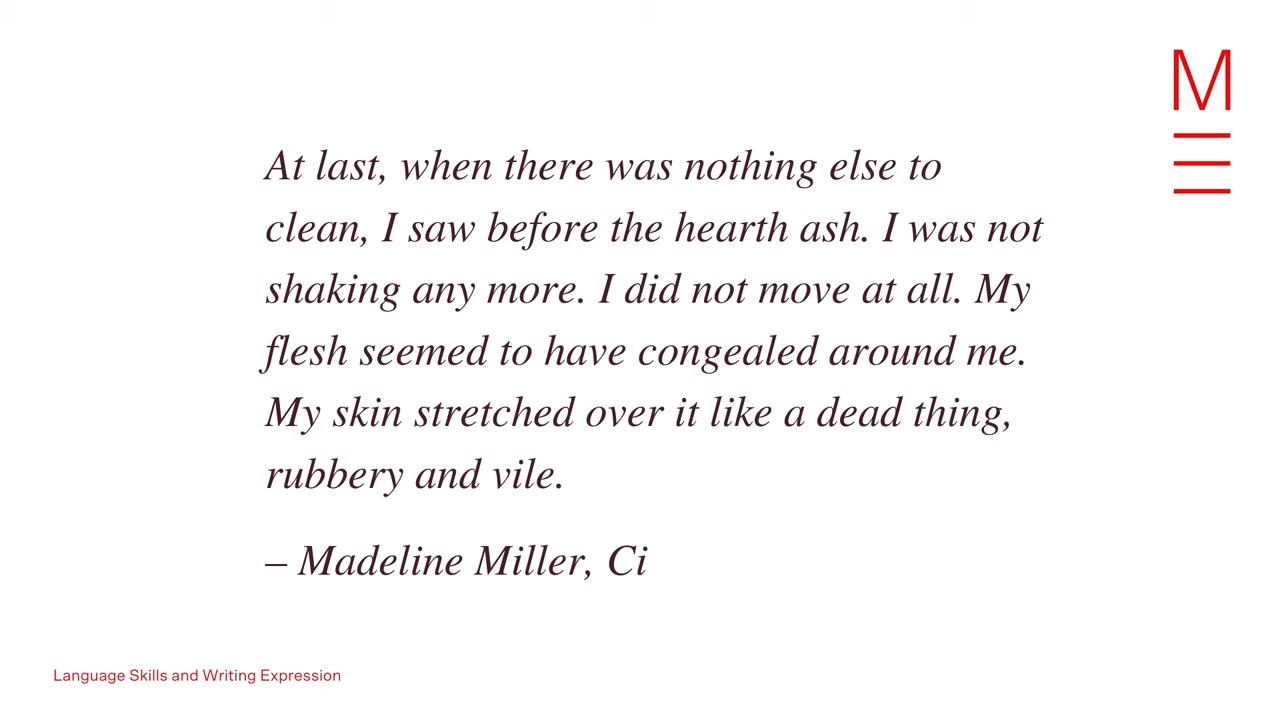 M
At last, when there was nothing else to
clean, I saw before the hearth ash. I was not
shaking any more. I did not move at all. My
flesh seemed to have congealed around me.
My skin stretched over it like a dead thing,
rubbery and vile.
– Madeline Miller, Ci
Language Skills and Writing Expression